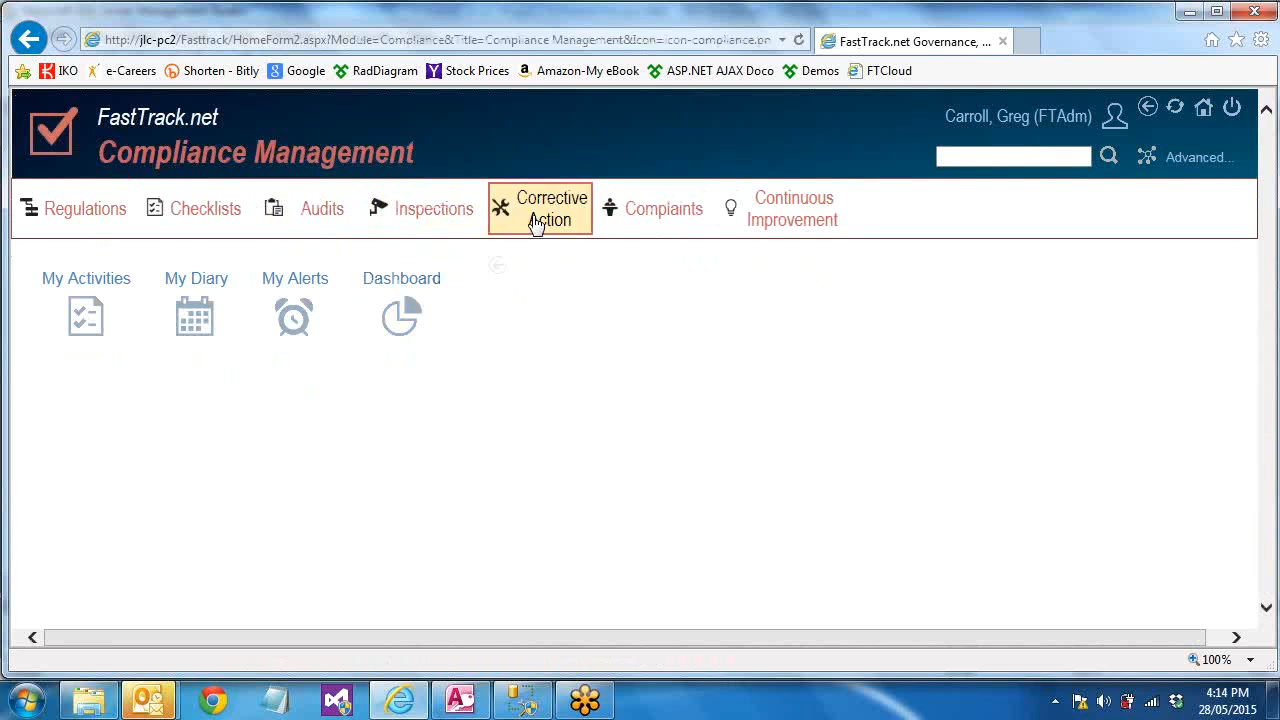 http://jlc-pc2/Fasttrack/HomeForm2.aspx?Module=Compliance&Title=Compliance Management&Icon=icon-compliance.pn
FastTrack.net Governance, ...
IKO e-Careers Shorten - Bitly Google RadDiagram Stock Prices Amazon-My eBook ASP.NET AJAX Doco Demos FTCloud
FastTrack.net
Compliance Management
Carroll, Greg (FTAdm)
Advanced...
Regulations Checklists Audits Inspections
Corrective
Action
Complaints
Continuous
Improvement
My Activities My Diary My Alerts Dashboard
100%
4:14 PM
28/05/2015